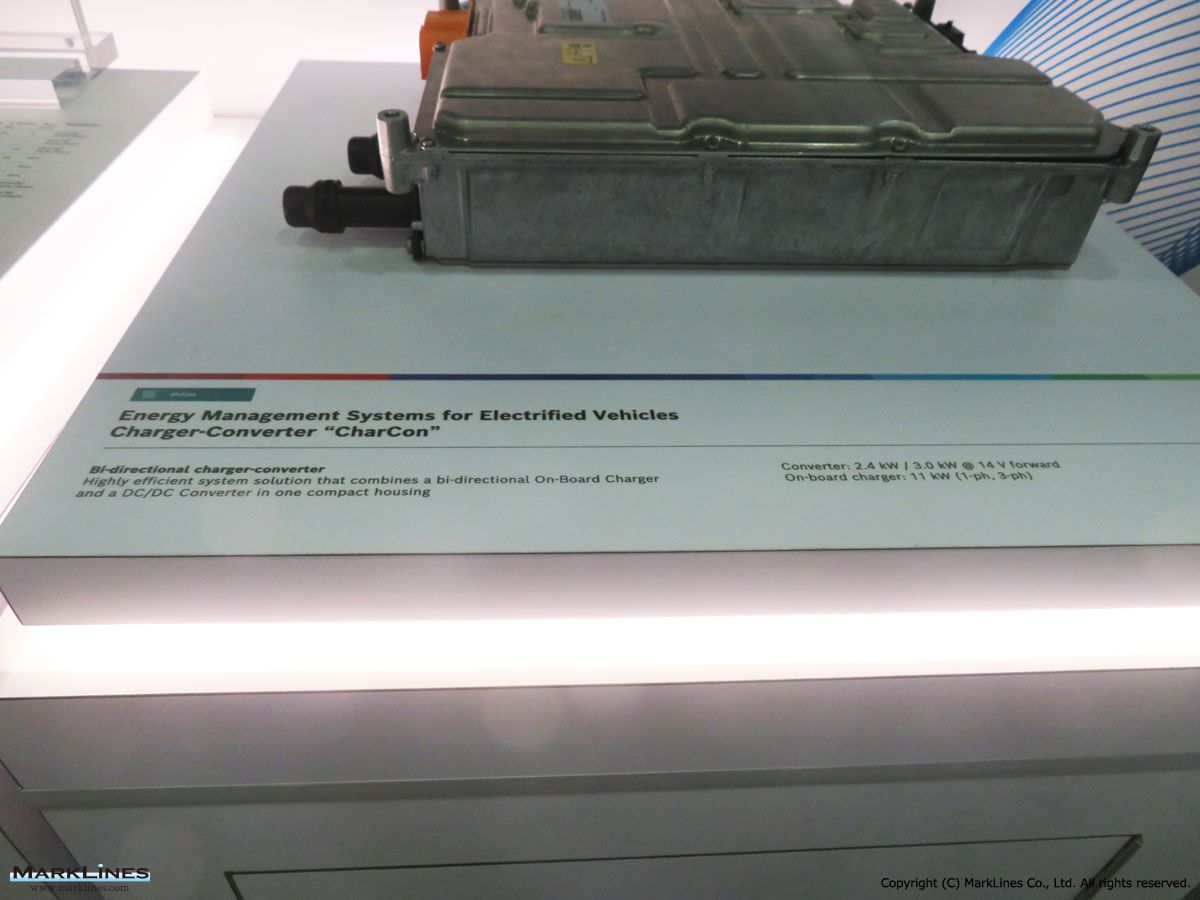 Energy Management Systems for Electrified Vehicles
Charger-Converter “CharCon”
Bi-directional charger-converter
Highly efficient system solution that combines a bi-directional On-Board Charger
and a DC/DC Converter in one compact housing
Converter: 2.4 kW / 3.0 kW @ 14 V forward
On-board charger: 11 kW (1-ph, 3-ph)
MARKLINES
www.marklines.com
Copyright (C) MarkLines Co., Ltd. All rights reserved.